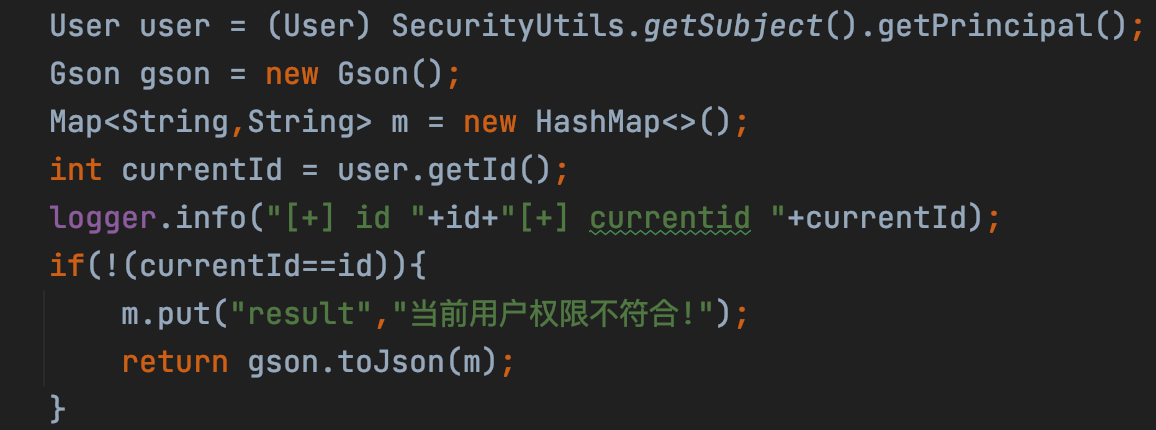 User user = (User) SecurityUtils.getSubject().getPrincipal();
Gson gson = new Gson();
Map<String,String> m = new HashMap<>();
int currentId = user.getId();
logger.info("[+] id "+id+"[+] currentid "+currentId);
if(!(currentId==id)){
    m.put("result","当前用户权限不符合!");
    return gson.toJson(m);
}